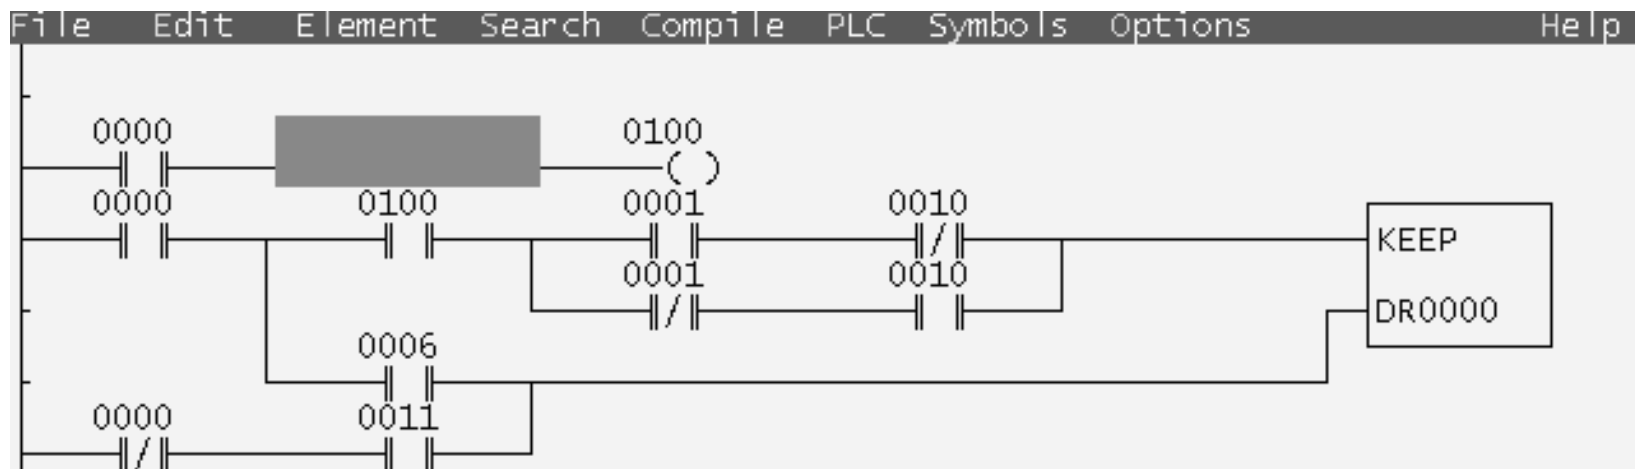 File Edit Element Search Compile PLC Symbols Options Help
0000 0100
0000 0100 0001 0010
KEEP
0001 0010
DR0000
0006
0000 0011